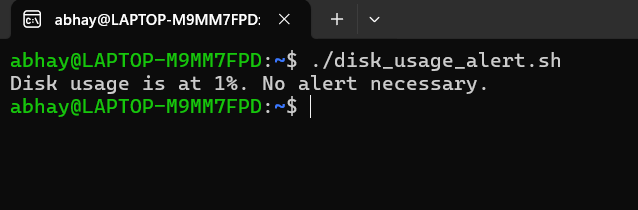 abhay@LAPTOP-M9MM7FPD:
abhay@LAPTOP-M9MM7FPD:~$ ./disk_usage_alert.sh
Disk usage is at 1%. No alert necessary.
abhay@LAPTOP-M9MM7FPD:~$